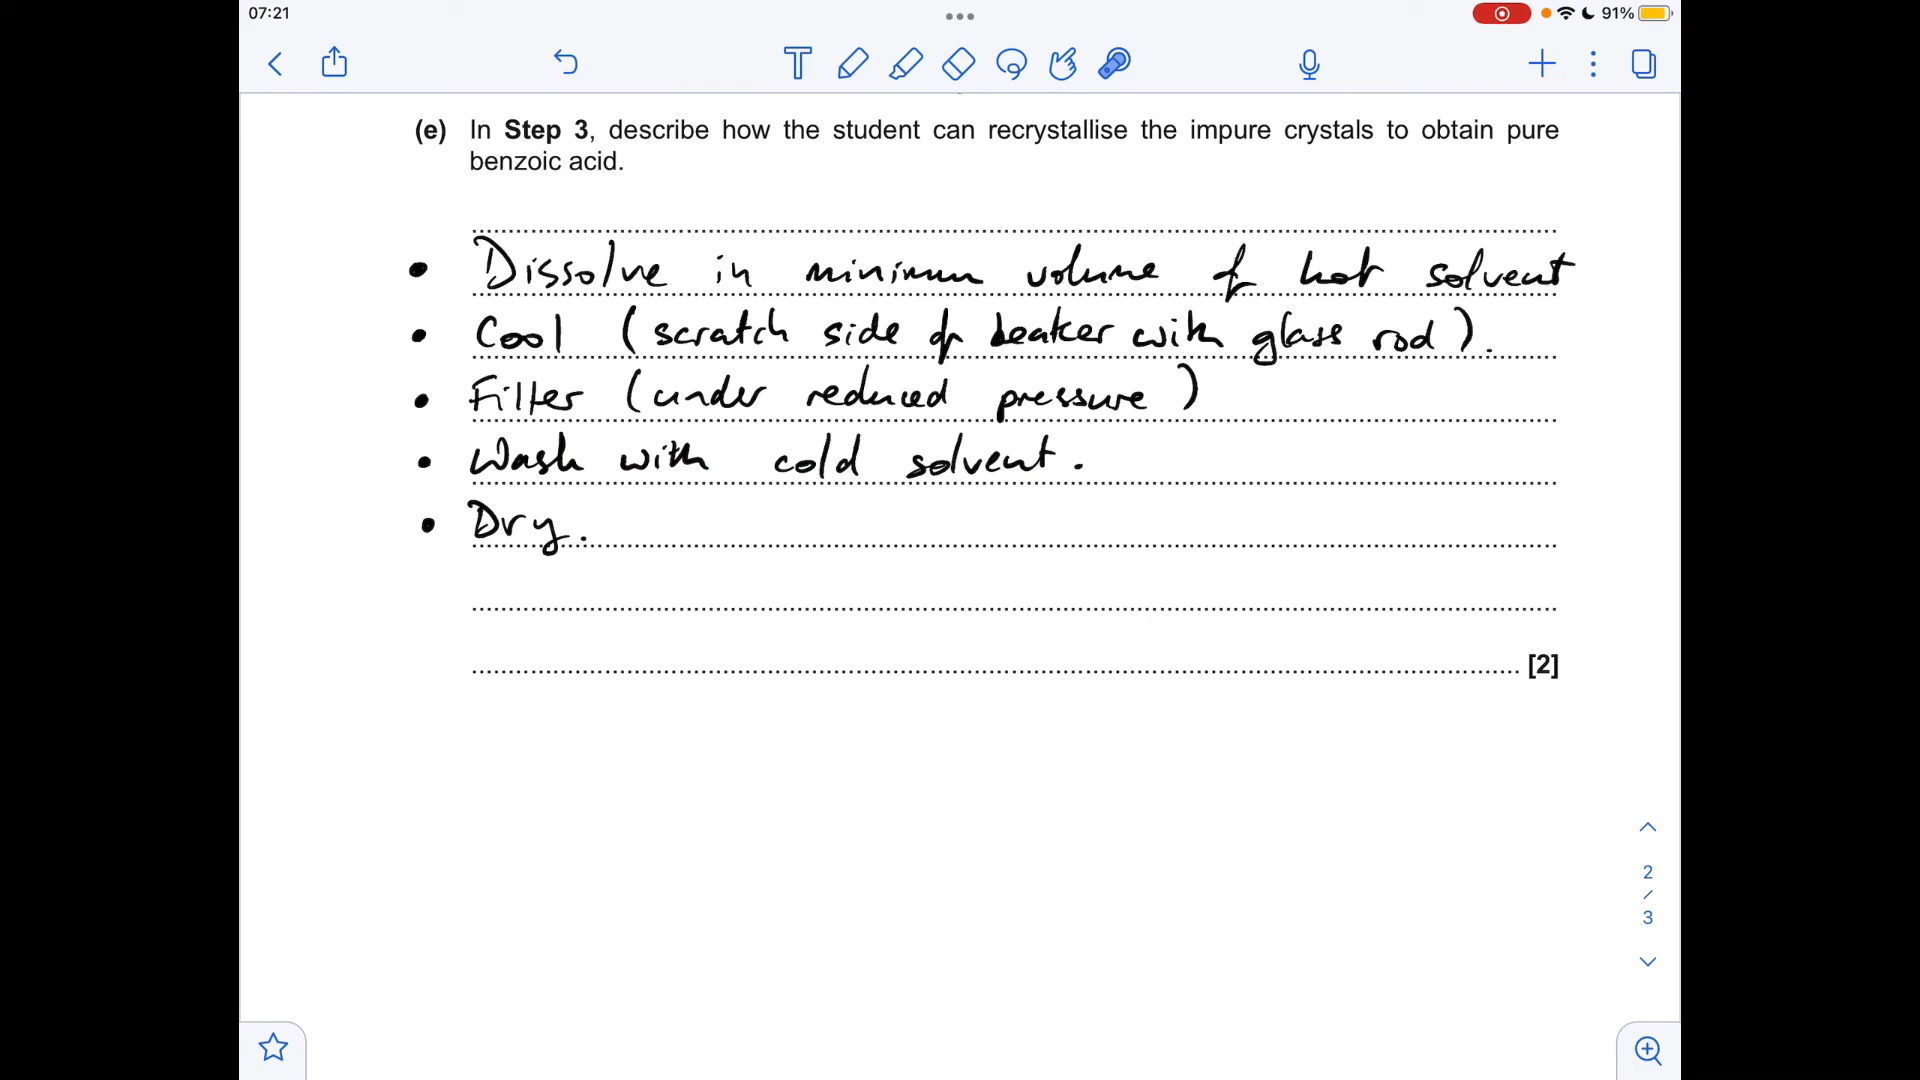 07:21
91%
(e) In Step 3, describe how the student can recrystallise the impure crystals to obtain pure
benzoic acid.
• Dissolve in minimum volume of hot solvent
• Cool (scratch side of beaker with glass rod).
• Filter (under reduced pressure)
• Wash with cold solvent.
• Dry.
[2]
2
/
3